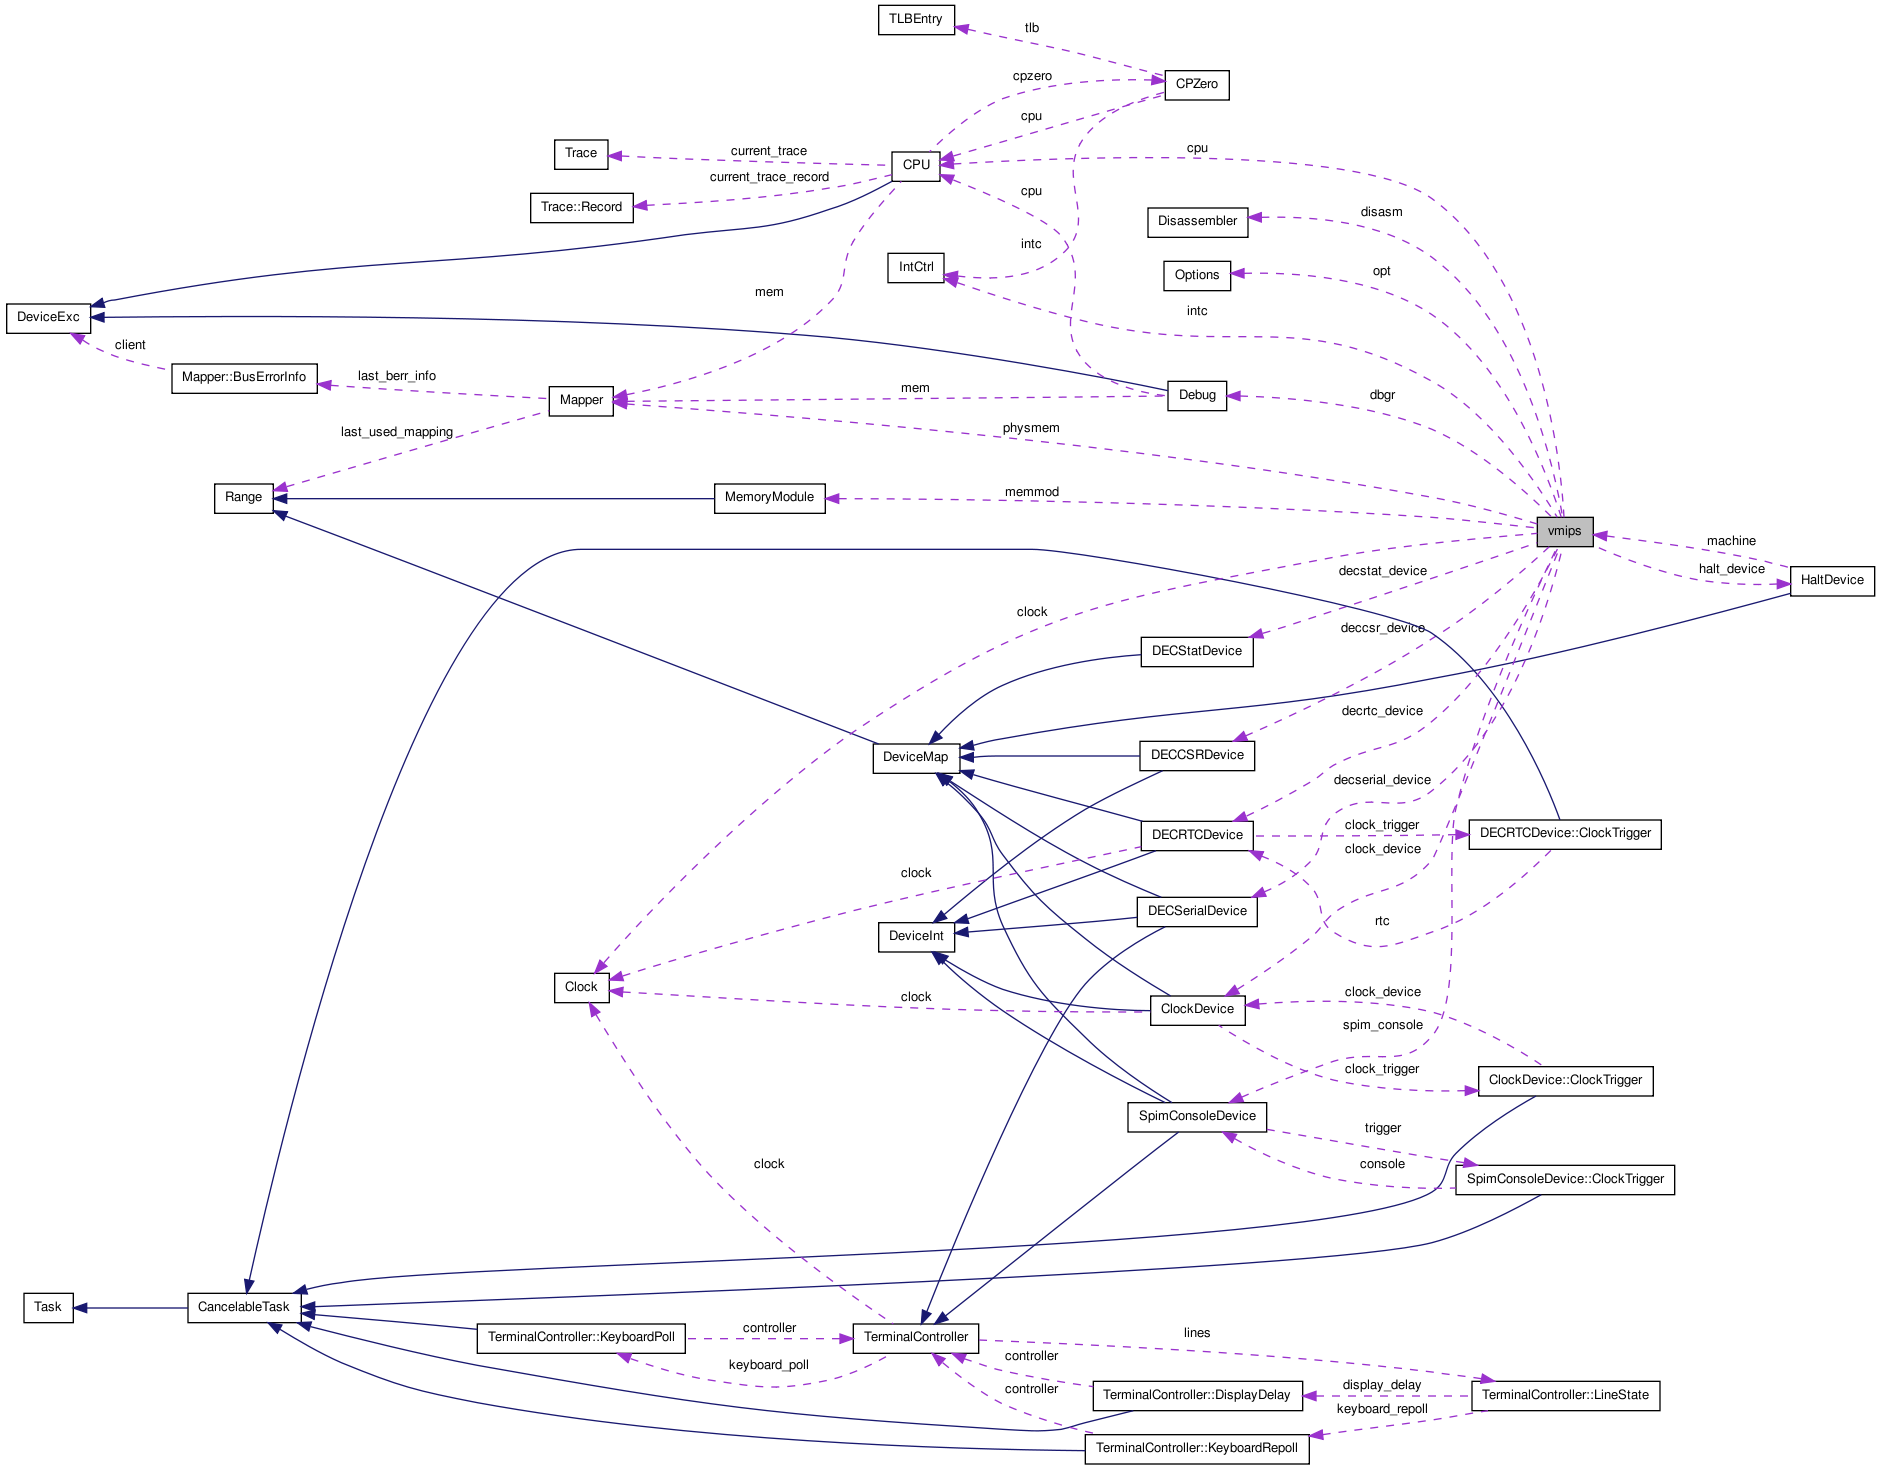 TLBEntry
tlb
cpzero
CPZero
cpu
Trace
current_trace
CPU
cpu
current_trace_record
Trace::Record
cpu
Disassembler
disasm
intc
IntCtrl
Options
opt
mem
DeviceExc
intc
client
Mapper::BusErrorInfo
last_berr_info
Mapper
mem
Debug
dbgr
last_used_mapping
physmem
Range
MemoryModule
memmod
vmips
machine
decstat_device
halt_device
HaltDevice
clock
deccsr_device
DECStatDevice
decrtc_device
DeviceMap
DECCSRDevice
decserial_device
clock_trigger
DECRTCDevice
DECRTCDevice::ClockTrigger
clock_device
clock
DECSerialDevice
rtc
DeviceInt
Clock
clock
clock_device
ClockDevice
spim_console
clock_trigger
ClockDevice::ClockTrigger
SpimConsoleDevice
trigger
clock
console
SpimConsoleDevice::ClockTrigger
Task
CancelableTask
controller
lines
TerminalController::KeyboardPoll
TerminalController
controller
keyboard_poll
display_delay
controller
TerminalController::DisplayDelay
TerminalController::LineState
keyboard_repoll
TerminalController::KeyboardRepoll